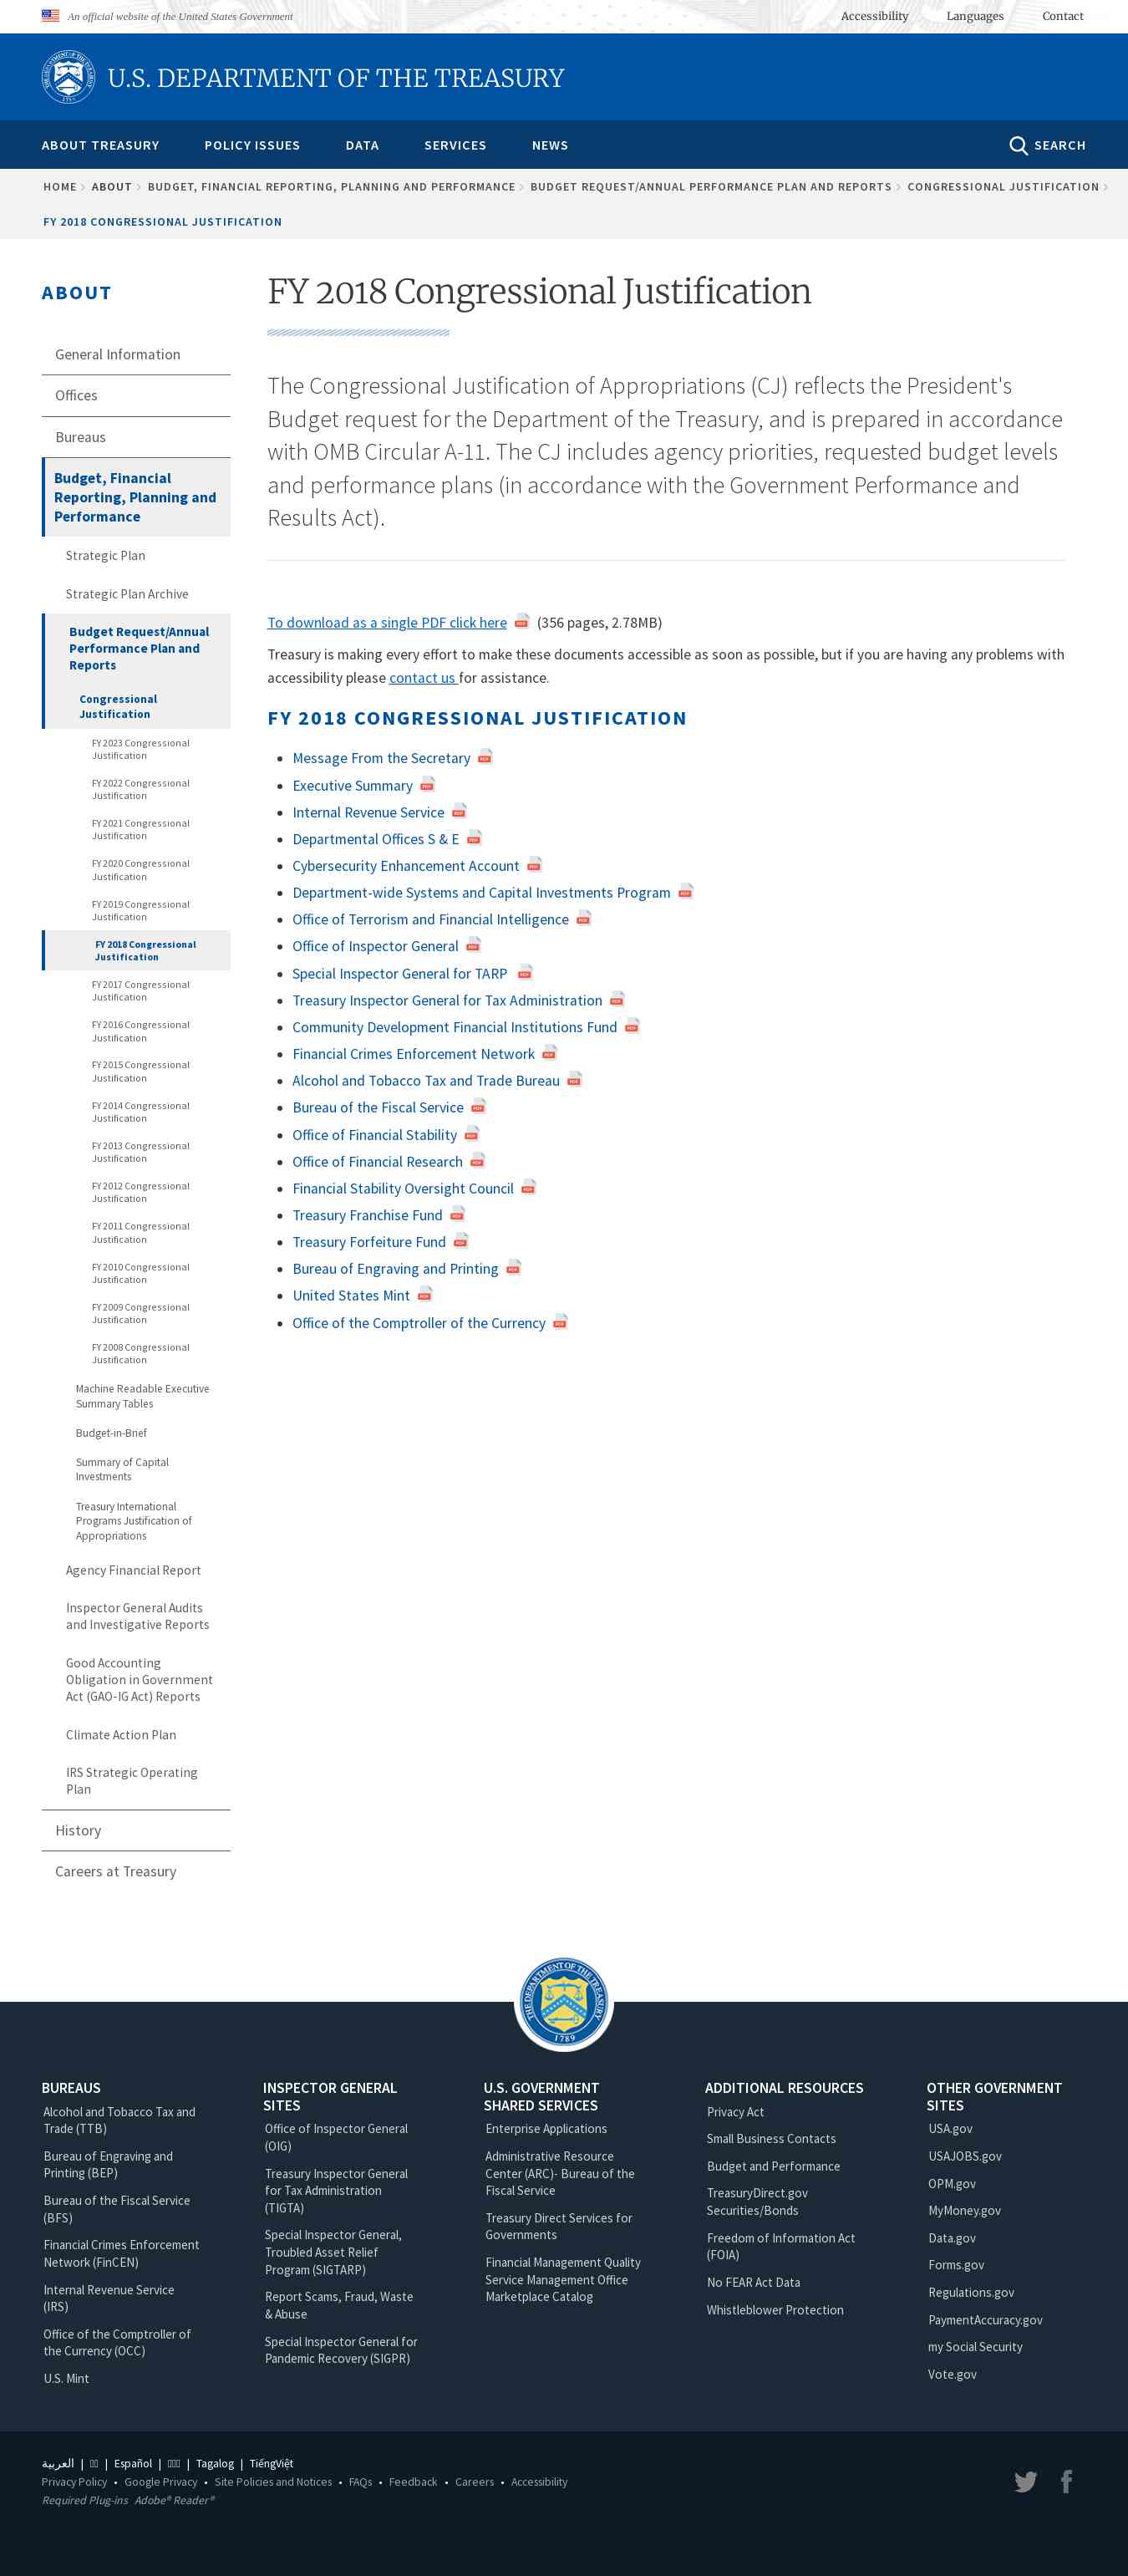 An official website of the United States Government
Accessibility
Languages
Contact
U.S. DEPARTMENT OF THE TREASURY
ABOUT TREASURY
POLICY ISSUES
DATA
SERVICES
NEWS
SEARCH
HOME
ABOUT
BUDGET, FINANCIAL REPORTING, PLANNING AND PERFORMANCE
BUDGET REQUEST/ANNUAL PERFORMANCE PLAN AND REPORTS
CONGRESSIONAL JUSTIFICATION
FY 2018 CONGRESSIONAL JUSTIFICATION
ABOUT
General Information
Offices
Bureaus
Budget, Financial
Reporting, Planning and
Performance
Strategic Plan
Strategic Plan Archive
Budget Request/Annual
Performance Plan and
Reports
Congressional
Justification
FY 2023 Congressional
Justification
FY 2022 Congressional
Justification
FY 2021 Congressional
Justification
FY 2020 Congressional
Justification
FY 2019 Congressional
Justification
FY 2018 Congressional
Justification
FY 2017 Congressional
Justification
FY 2016 Congressional
Justification
FY 2015 Congressional
Justification
FY 2014 Congressional
Justification
FY 2013 Congressional
Justification
FY 2012 Congressional
Justification
FY 2011 Congressional
Justification
FY 2010 Congressional
Justification
FY 2009 Congressional
Justification
FY 2008 Congressional
Justification
Machine Readable Executive
Summary Tables
Budget-in-Brief
Summary of Capital
Investments
Treasury International
Programs Justification of
Appropriations
Agency Financial Report
Inspector General Audits
and Investigative Reports
Good Accounting
Obligation in Government
Act (GAO-IG Act) Reports
Climate Action Plan
IRS Strategic Operating
Plan
History
Careers at Treasury
FY 2018 Congressional Justification
The Congressional Justification of Appropriations (CJ) reflects the President's
Budget request for the Department of the Treasury, and is prepared in accordance
with OMB Circular A-11. The CJ includes agency priorities, requested budget levels
and performance plans (in accordance with the Government Performance and
Results Act).
To download as a single PDF click here (356 pages, 2.78MB)
Treasury is making every effort to make these documents accessible as soon as possible, but if you are having any problems with
accessibility please contact us for assistance.
FY 2018 CONGRESSIONAL JUSTIFICATION
Message From the Secretary
Executive Summary
Internal Revenue Service
Departmental Offices S & E
Cybersecurity Enhancement Account
Department-wide Systems and Capital Investments Program
Office of Terrorism and Financial Intelligence
Office of Inspector General
Special Inspector General for TARP
Treasury Inspector General for Tax Administration
Community Development Financial Institutions Fund
Financial Crimes Enforcement Network
Alcohol and Tobacco Tax and Trade Bureau
Bureau of the Fiscal Service
Office of Financial Stability
Office of Financial Research
Financial Stability Oversight Council
Treasury Franchise Fund
Treasury Forfeiture Fund
Bureau of Engraving and Printing
United States Mint
Office of the Comptroller of the Currency
THE DEPARTMENT OF THE TREASURY
1789
BUREAUS
Alcohol and Tobacco Tax and
Trade (TTB)
Bureau of Engraving and
Printing (BEP)
Bureau of the Fiscal Service
(BFS)
Financial Crimes Enforcement
Network (FinCEN)
Internal Revenue Service
(IRS)
Office of the Comptroller of
the Currency (OCC)
U.S. Mint
INSPECTOR GENERAL
SITES
Office of Inspector General
(OIG)
Treasury Inspector General
for Tax Administration
(TIGTA)
Special Inspector General,
Troubled Asset Relief
Program (SIGTARP)
Report Scams, Fraud, Waste
& Abuse
Special Inspector General for
Pandemic Recovery (SIGPR)
U.S. GOVERNMENT
SHARED SERVICES
Enterprise Applications
Administrative Resource
Center (ARC)- Bureau of the
Fiscal Service
Treasury Direct Services for
Governments
Financial Management Quality
Service Management Office
Marketplace Catalog
ADDITIONAL RESOURCES
Privacy Act
Small Business Contacts
Budget and Performance
TreasuryDirect.gov
Securities/Bonds
Freedom of Information Act
(FOIA)
No FEAR Act Data
Whistleblower Protection
OTHER GOVERNMENT
SITES
USA.gov
USAJOBS.gov
OPM.gov
MyMoney.gov
Data.gov
Forms.gov
Regulations.gov
PaymentAccuracy.gov
my Social Security
Vote.gov
العربية | | Español | | Tagalog | TiếngViệt
Privacy Policy • Google Privacy • Site Policies and Notices • FAQs • Feedback • Careers • Accessibility
Required Plug-ins Adobe® Reader®